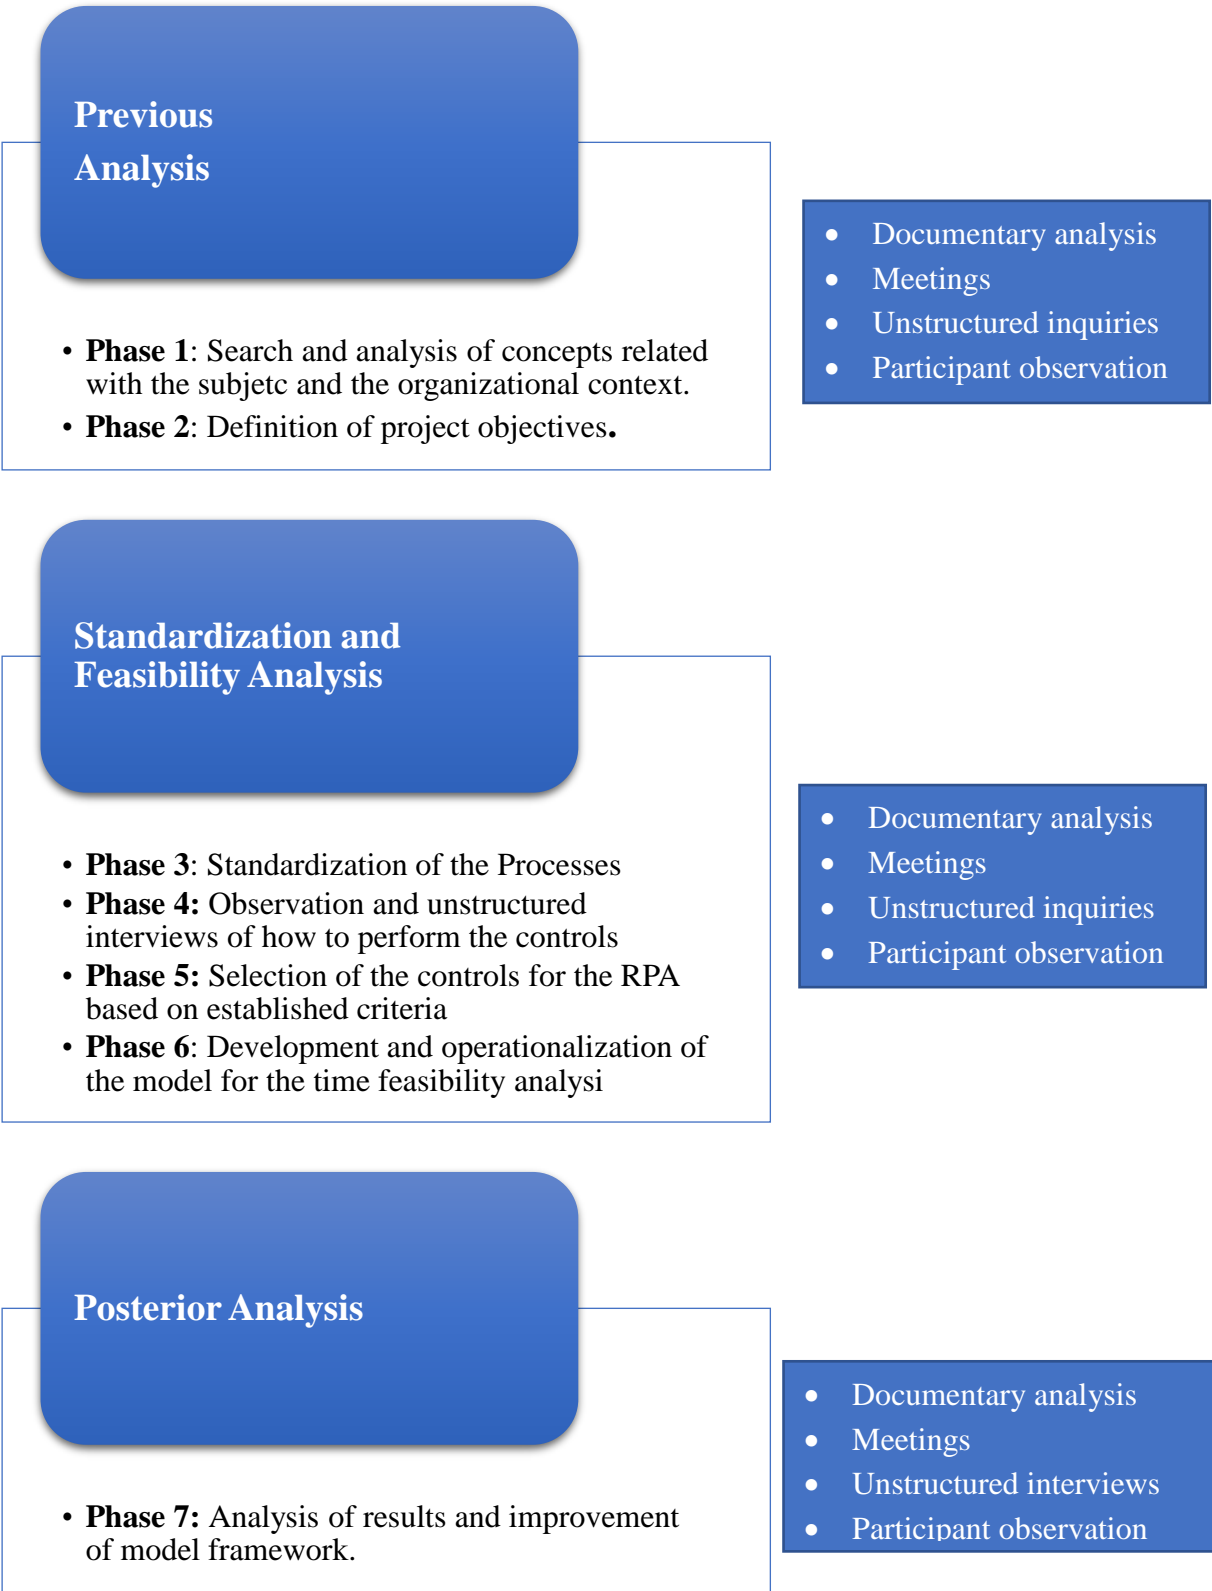 Previous
Analysis
• Phase 1: Search and analysis of concepts related
with the subjetc and the organizational context.
• Phase 2: Definition of project objectives.
• Documentary analysis
• Meetings
• Unstructured inquiries
• Participant observation
Standardization and
Feasibility Analysis
• Phase 3: Standardization of the Processes
• Phase 4: Observation and unstructured
interviews of how to perform the controls
• Phase 5: Selection of the controls for the RPA
based on established criteria
• Phase 6: Development and operationalization of
the model for the time feasibility analysi
• Documentary analysis
• Meetings
• Unstructured inquiries
• Participant observation
Posterior Analysis
• Phase 7: Analysis of results and improvement
of model framework.
• Documentary analysis
• Meetings
• Unstructured interviews
• Participant observation